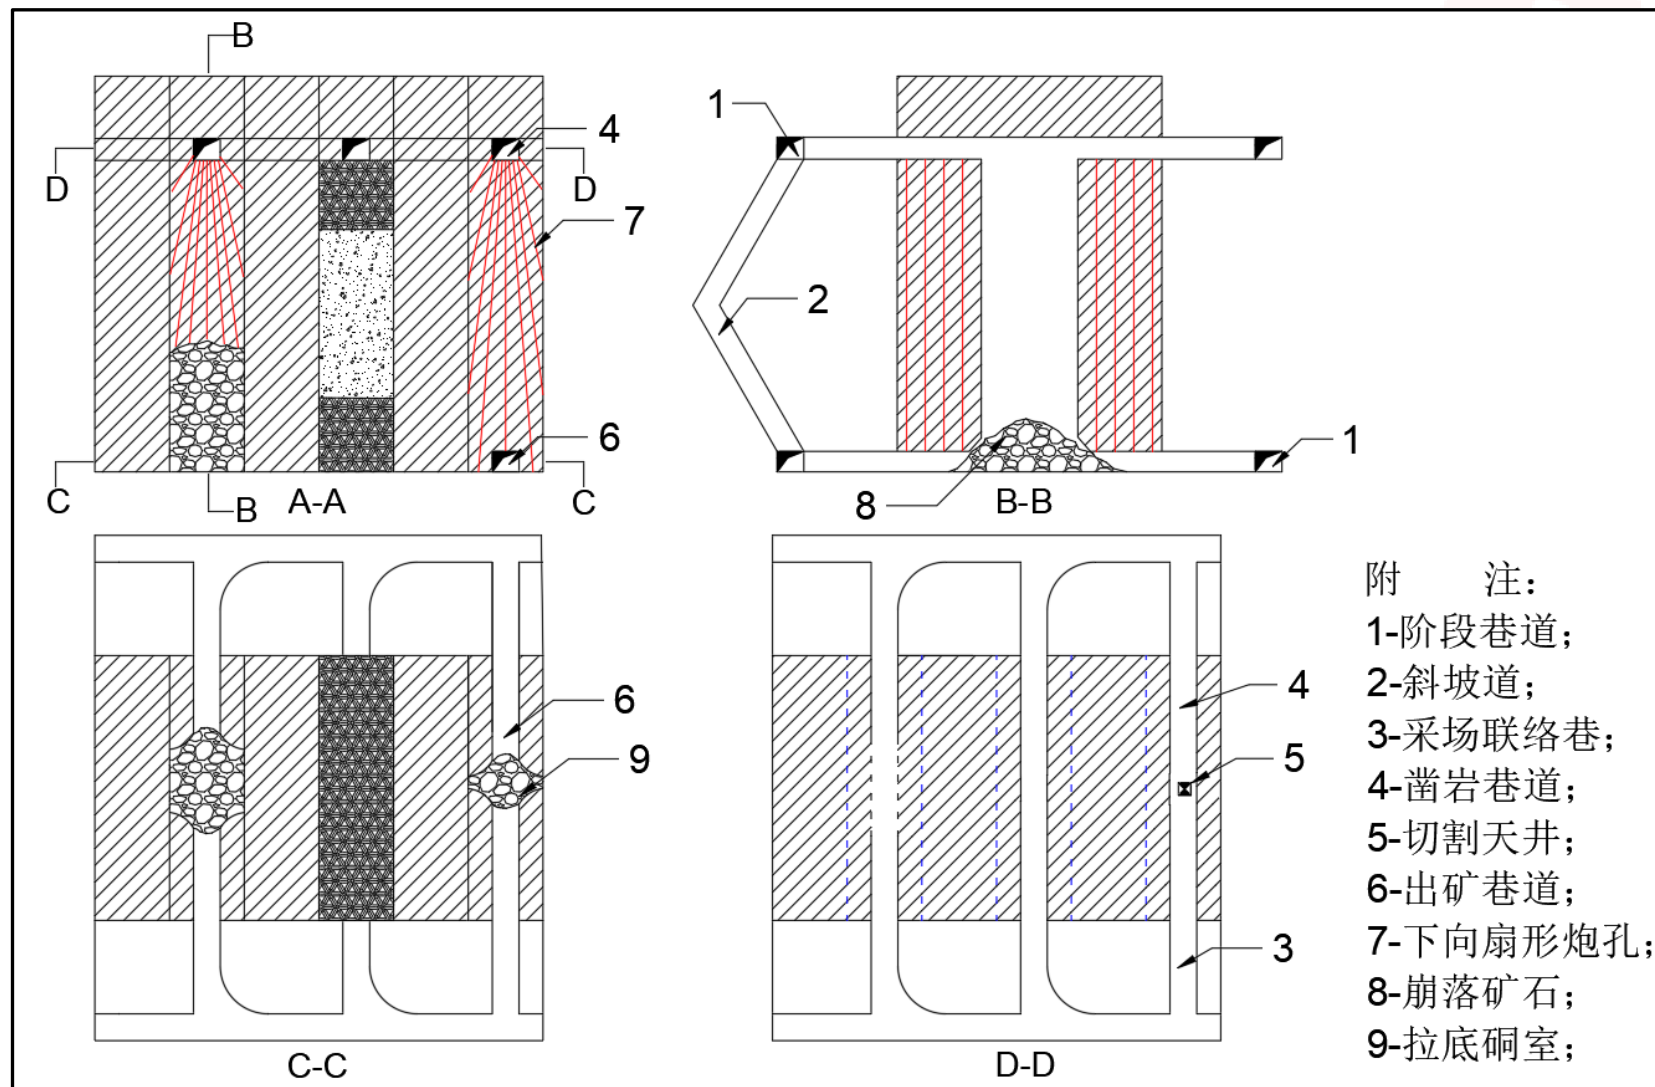 B
1
4
D
D
7
2
6
1
C
C
B
A-A
8
B-B
附 注：
1-阶段巷道；
2-斜坡道；
3-采场联络巷；
4-凿岩巷道；
5-切割天井；
6-出矿巷道；
7-下向扇形炮孔；
8-崩落矿石；
9-拉底硐室；
6
9
4
5
3
C-C
D-D